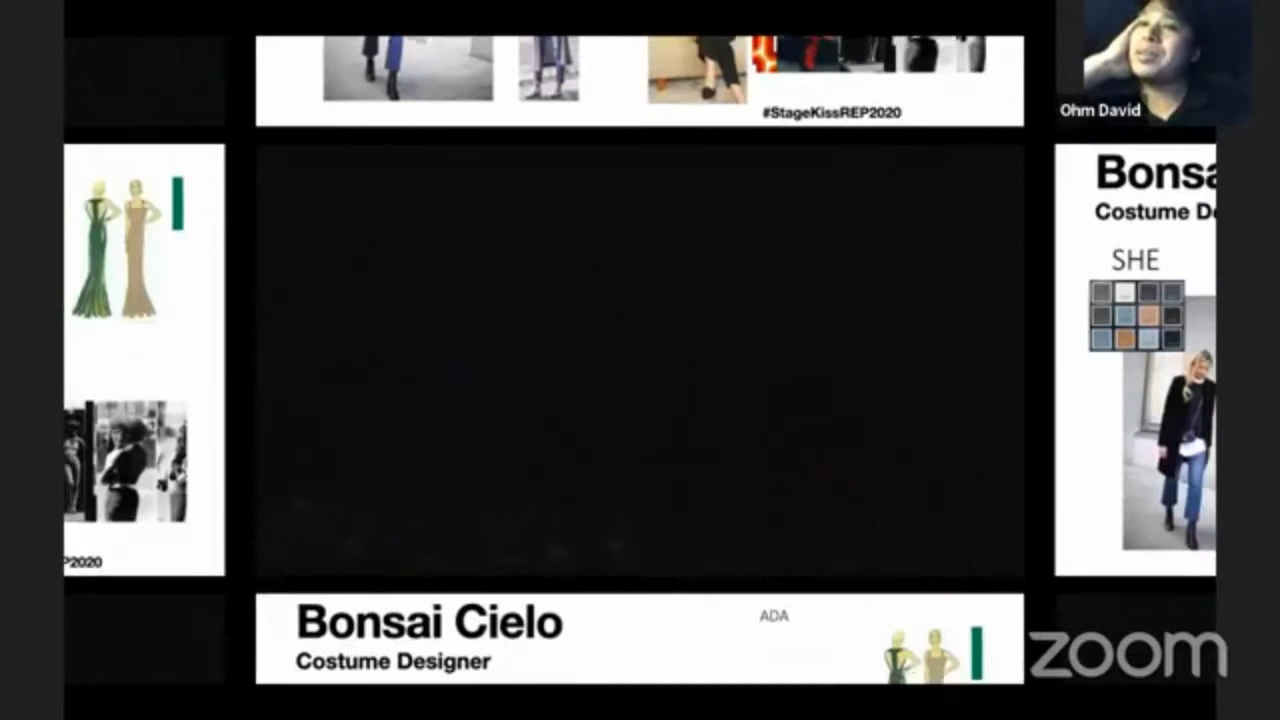 #StageKissREP2020
Ohm David
Bonsa
Costume De
SHE
P2020
Bonsai Cielo
Costume Designer
ADA
zoom